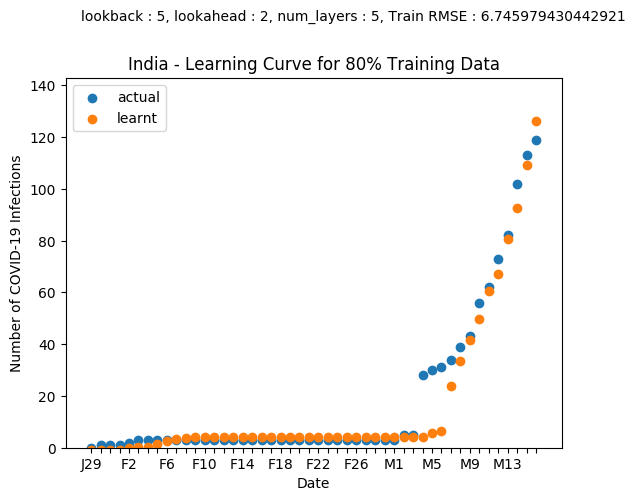 lookback : 5, lookahead : 2, num_layers : 5, Train RMSE : 6.745979430442921
India - Learning Curve for 80% Training Data
actual
learnt
Number of COVID-19 Infections
140
120
100
80
60
40
20
0
J29 F2 F6 F10 F14 F18 F22 F26 M1 M5 M9 M13
Date